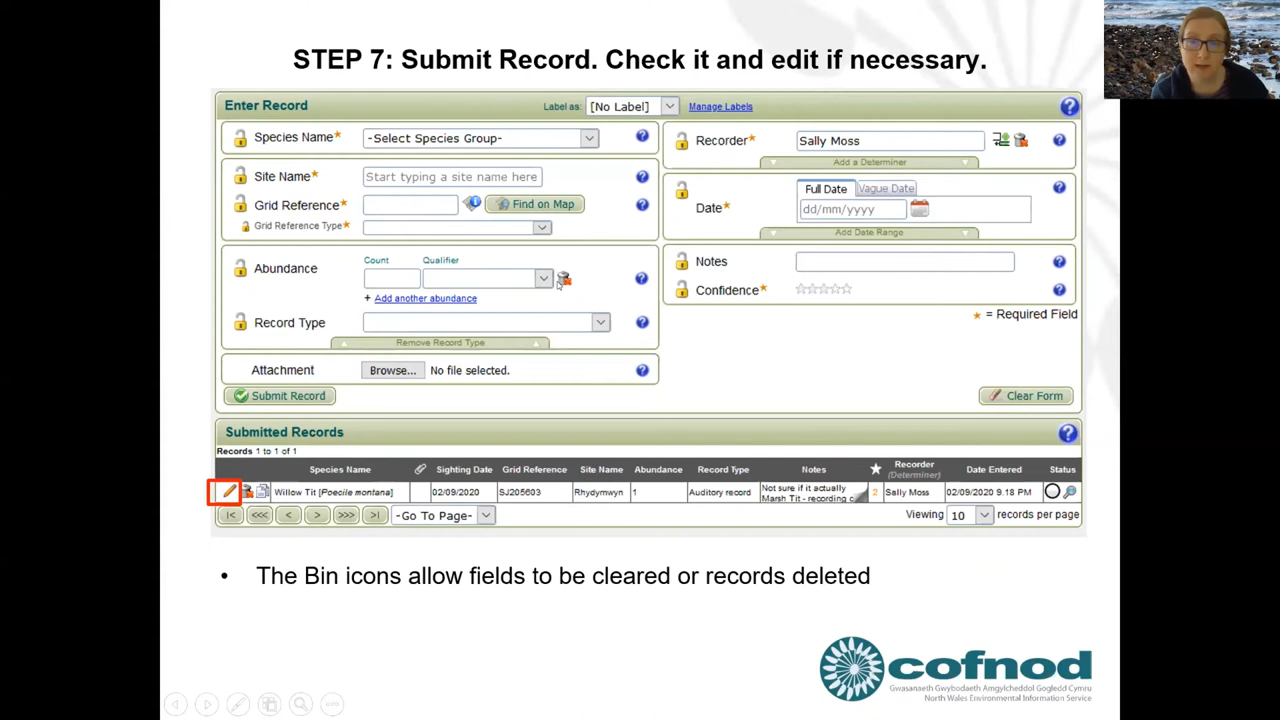 STEP 7: Submit Record. Check it and edit if necessary.
Enter Record
Label as: [No Label] Manage Labels
Species Name* -Select Species Group-
Site Name* Start typing a site name here
Grid Reference* Find on Map
Grid Reference Type*
Abundance Count Qualifier
+ Add another abundance
Record Type
Remove Record Type
Attachment Browse... No file selected.
Submit Record
Recorder* Sally Moss
Add a Determiner
Full Date Vague Date
Date* dd/mm/yyyy
Add Date Range
Notes
Confidence*
* = Required Field
Clear Form
Submitted Records
Records 1 to 1 of 1
Species Name Sighting Date Grid Reference Site Name Abundance Record Type Notes Recorder (Determiner) Date Entered Status
Willow Tit [Poecile montana] 02/09/2020 SJ205603 Rhydymwyn 1 Auditory record Not sure if it actually Marsh Tit - recording 2 Sally Moss 02/09/2020 9.18 PM
|< <<< < > >>> >| -Go To Page- Viewing 10 records per page
• The Bin icons allow fields to be cleared or records deleted
cofnod
Gwasanaeth Gwybodaeth Amgylcheddol Gogledd Cymru
North Wales Environmental Information Service